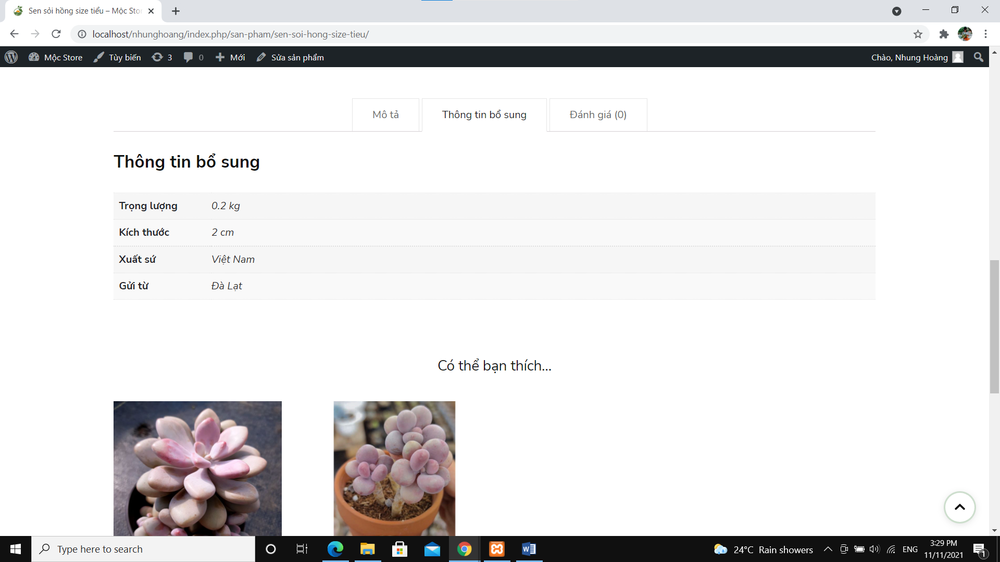 Sen sỏi hồng size tiểu – Mộc Stor
localhost/nhunghoang/index.php/san-pham/sen-soi-hong-size-tieu/
Mộc Store Tùy biến 3 0 Mới Sửa sản phẩm Chào, Nhung Hoàng
Mô tả Thông tin bổ sung Đánh giá (0)
Thông tin bổ sung
Trọng lượng 0.2 kg
Kích thước 2 cm
Xuất sứ Việt Nam
Gửi từ Đà Lạt
Có thể bạn thích…
Type here to search 24°C Rain showers ENG 3:29 PM
11/11/2021 1